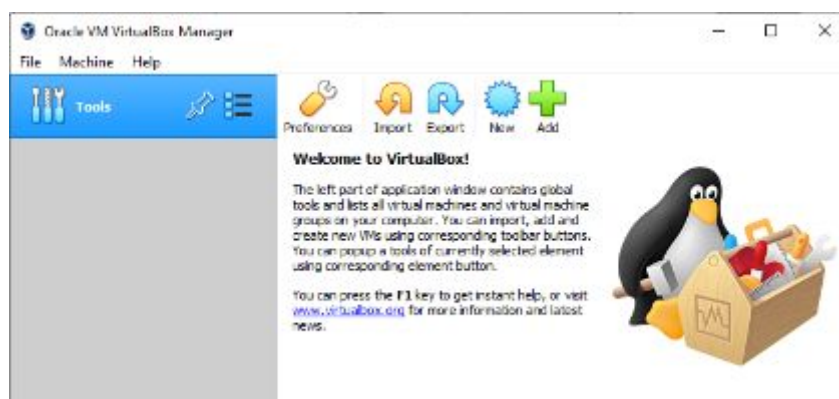 Oracle VM VirtualBox Manager
File Machine Help
Tools
Preferences Import Export New Add
Welcome to VirtualBox!
The left part of application window contains global
tools and lists all virtual machines and virtual machine
groups on your computer. You can import, add and
create new VMs using corresponding toolbar buttons.
You can popup a tools of currently selected element
using corresponding element button.
You can press the F1 key to get instant help, or visit
www.virtualbox.org for more information and latest
news.